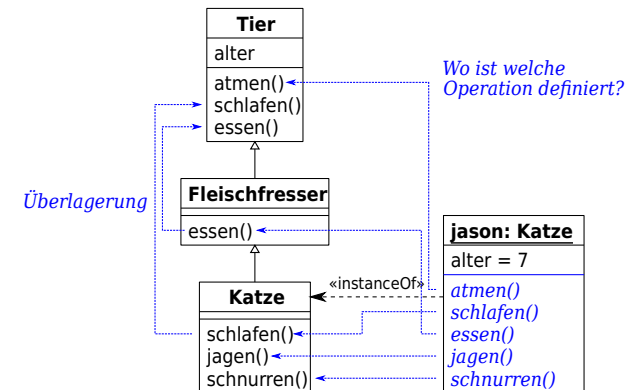 Tier
alter
atmen()
schlafen()
essen()
Wo ist welche
Operation definiert?
Überlagerung
Fleischfresser
essen()
«instanceOf»
Katze
schlafen()
jagen()
schnurren()
jason: Katze
alter = 7
atmen()
schlafen()
essen()
jagen()
schnurren()